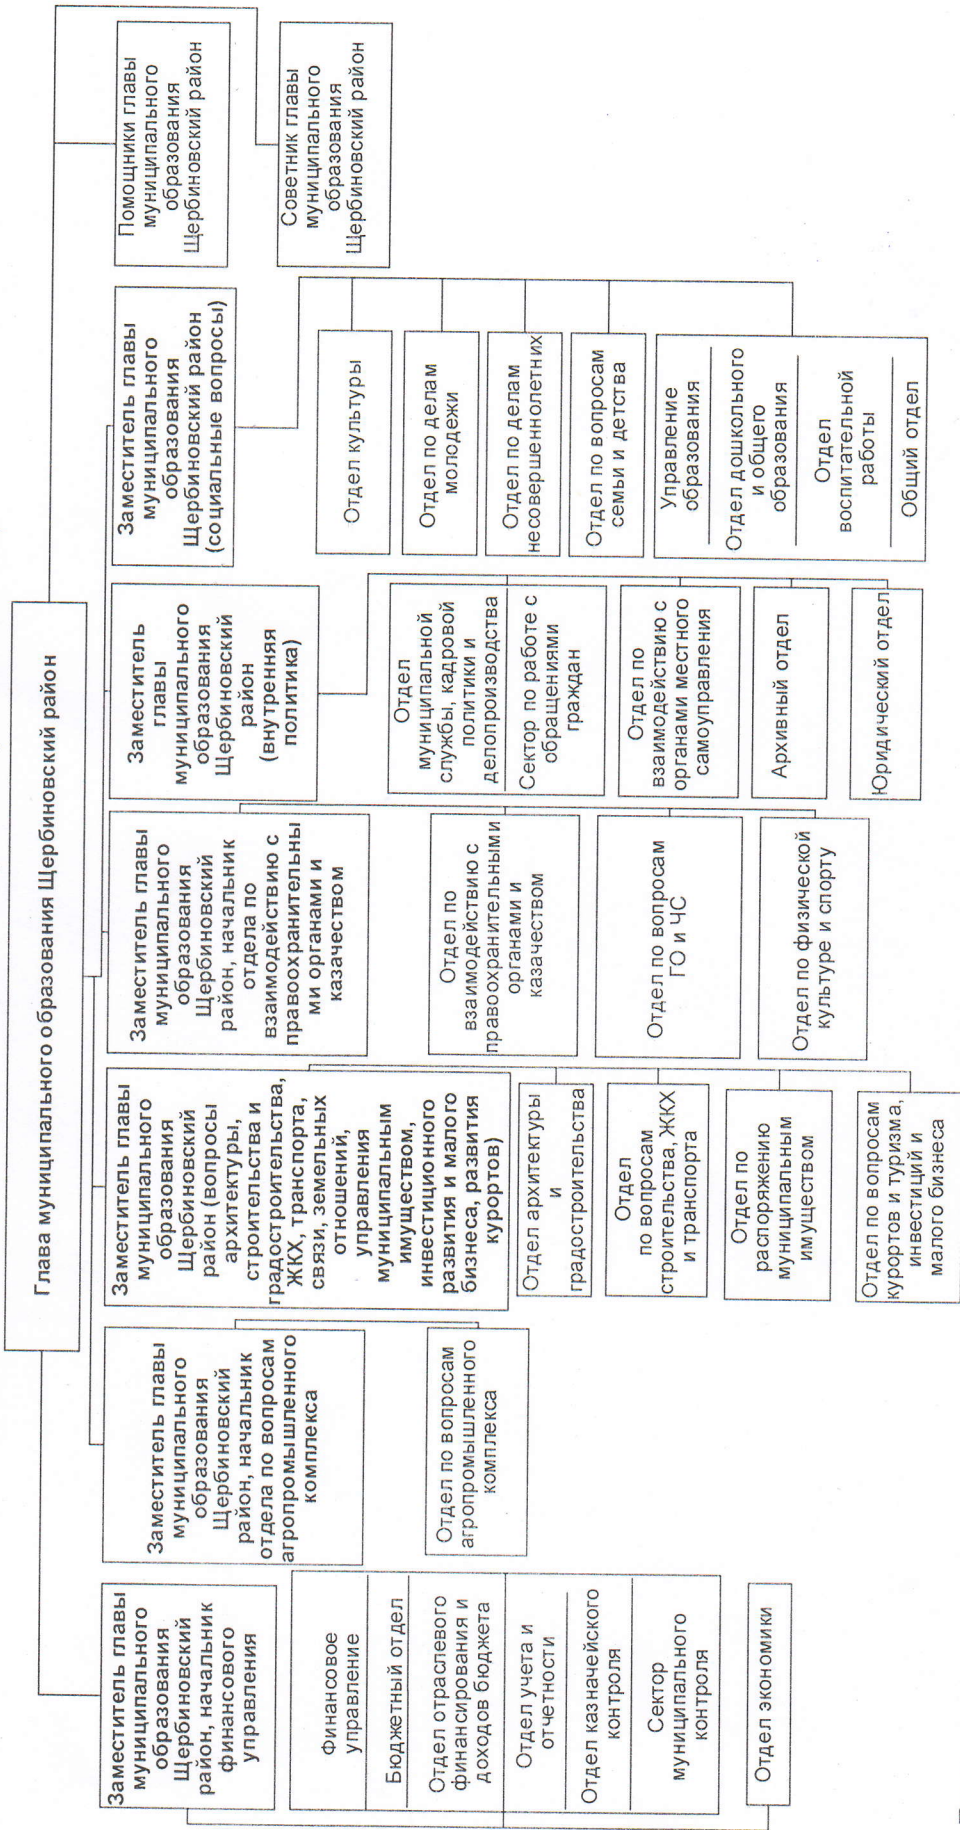 Глава муниципального образования Щербиновский район
Заместитель главы
муниципального
образования
Щербиновский
район, начальник
финансового
управления
Финансовое
управление
Бюджетный отдел
Отдел отраслевого
финансирования и
доходов бюджета
Отдел учета и
отчетности
Отдел казначейского
контроля
Сектор
муниципального
контроля
Отдел экономики
Заместитель главы
муниципального
образования
Щербиновский
район, начальник
отдела по вопросам
агропромышленного
комплекса
Отдел по вопросам
агропромышленного
комплекса
Заместитель главы
муниципального
образования
Щербиновский
район (вопросы
архитектуры,
строительства и
градостроительства,
ЖКХ, транспорта,
связи, земельных
отношений,
управления
муниципальным
имуществом,
инвестиционного
развития и малого
бизнеса, развития
курортов)
Отдел архитектуры
и
градостроительства
Отдел
по вопросам
строительства, ЖКХ
и транспорта
Отдел по
распоряжению
муниципальным
имуществом
Отдел по вопросам
курортов и туризма,
инвестиций и
малого бизнеса
Заместитель главы
муниципального
образования
Щербиновский
район, начальник
отдела по
взаимодействию с
правоохранительны
ми органами и
казачеством
Отдел по
взаимодействию с
правоохранительными
органами и
казачеством
Отдел по вопросам
ГО и ЧС
Отдел по физической
культуре и спорту
Заместитель
главы
муниципального
образования
Щербиновский
район
(внутренняя
политика)
Отдел
муниципальной
службы, кадровой
политики и
делопроизводства
Сектор по работе с
обращениями
граждан
Отдел по
взаимодействию с
органами местного
самоуправления
Архивный отдел
Юридический отдел
Заместитель главы
муниципального
образования
Щербиновский район
(социальные вопросы)
Отдел культуры
Отдел по делам
молодежи
Отдел по делам
несовершеннолетних
Отдел по вопросам
семьи и детства
Управление
образования
Отдел дошкольного
и общего
образования
Отдел
воспитательной
работы
Общий отдел
Помощники главы
муниципального
образования
Щербиновский район
Советник главы
муниципального
образования
Щербиновский район